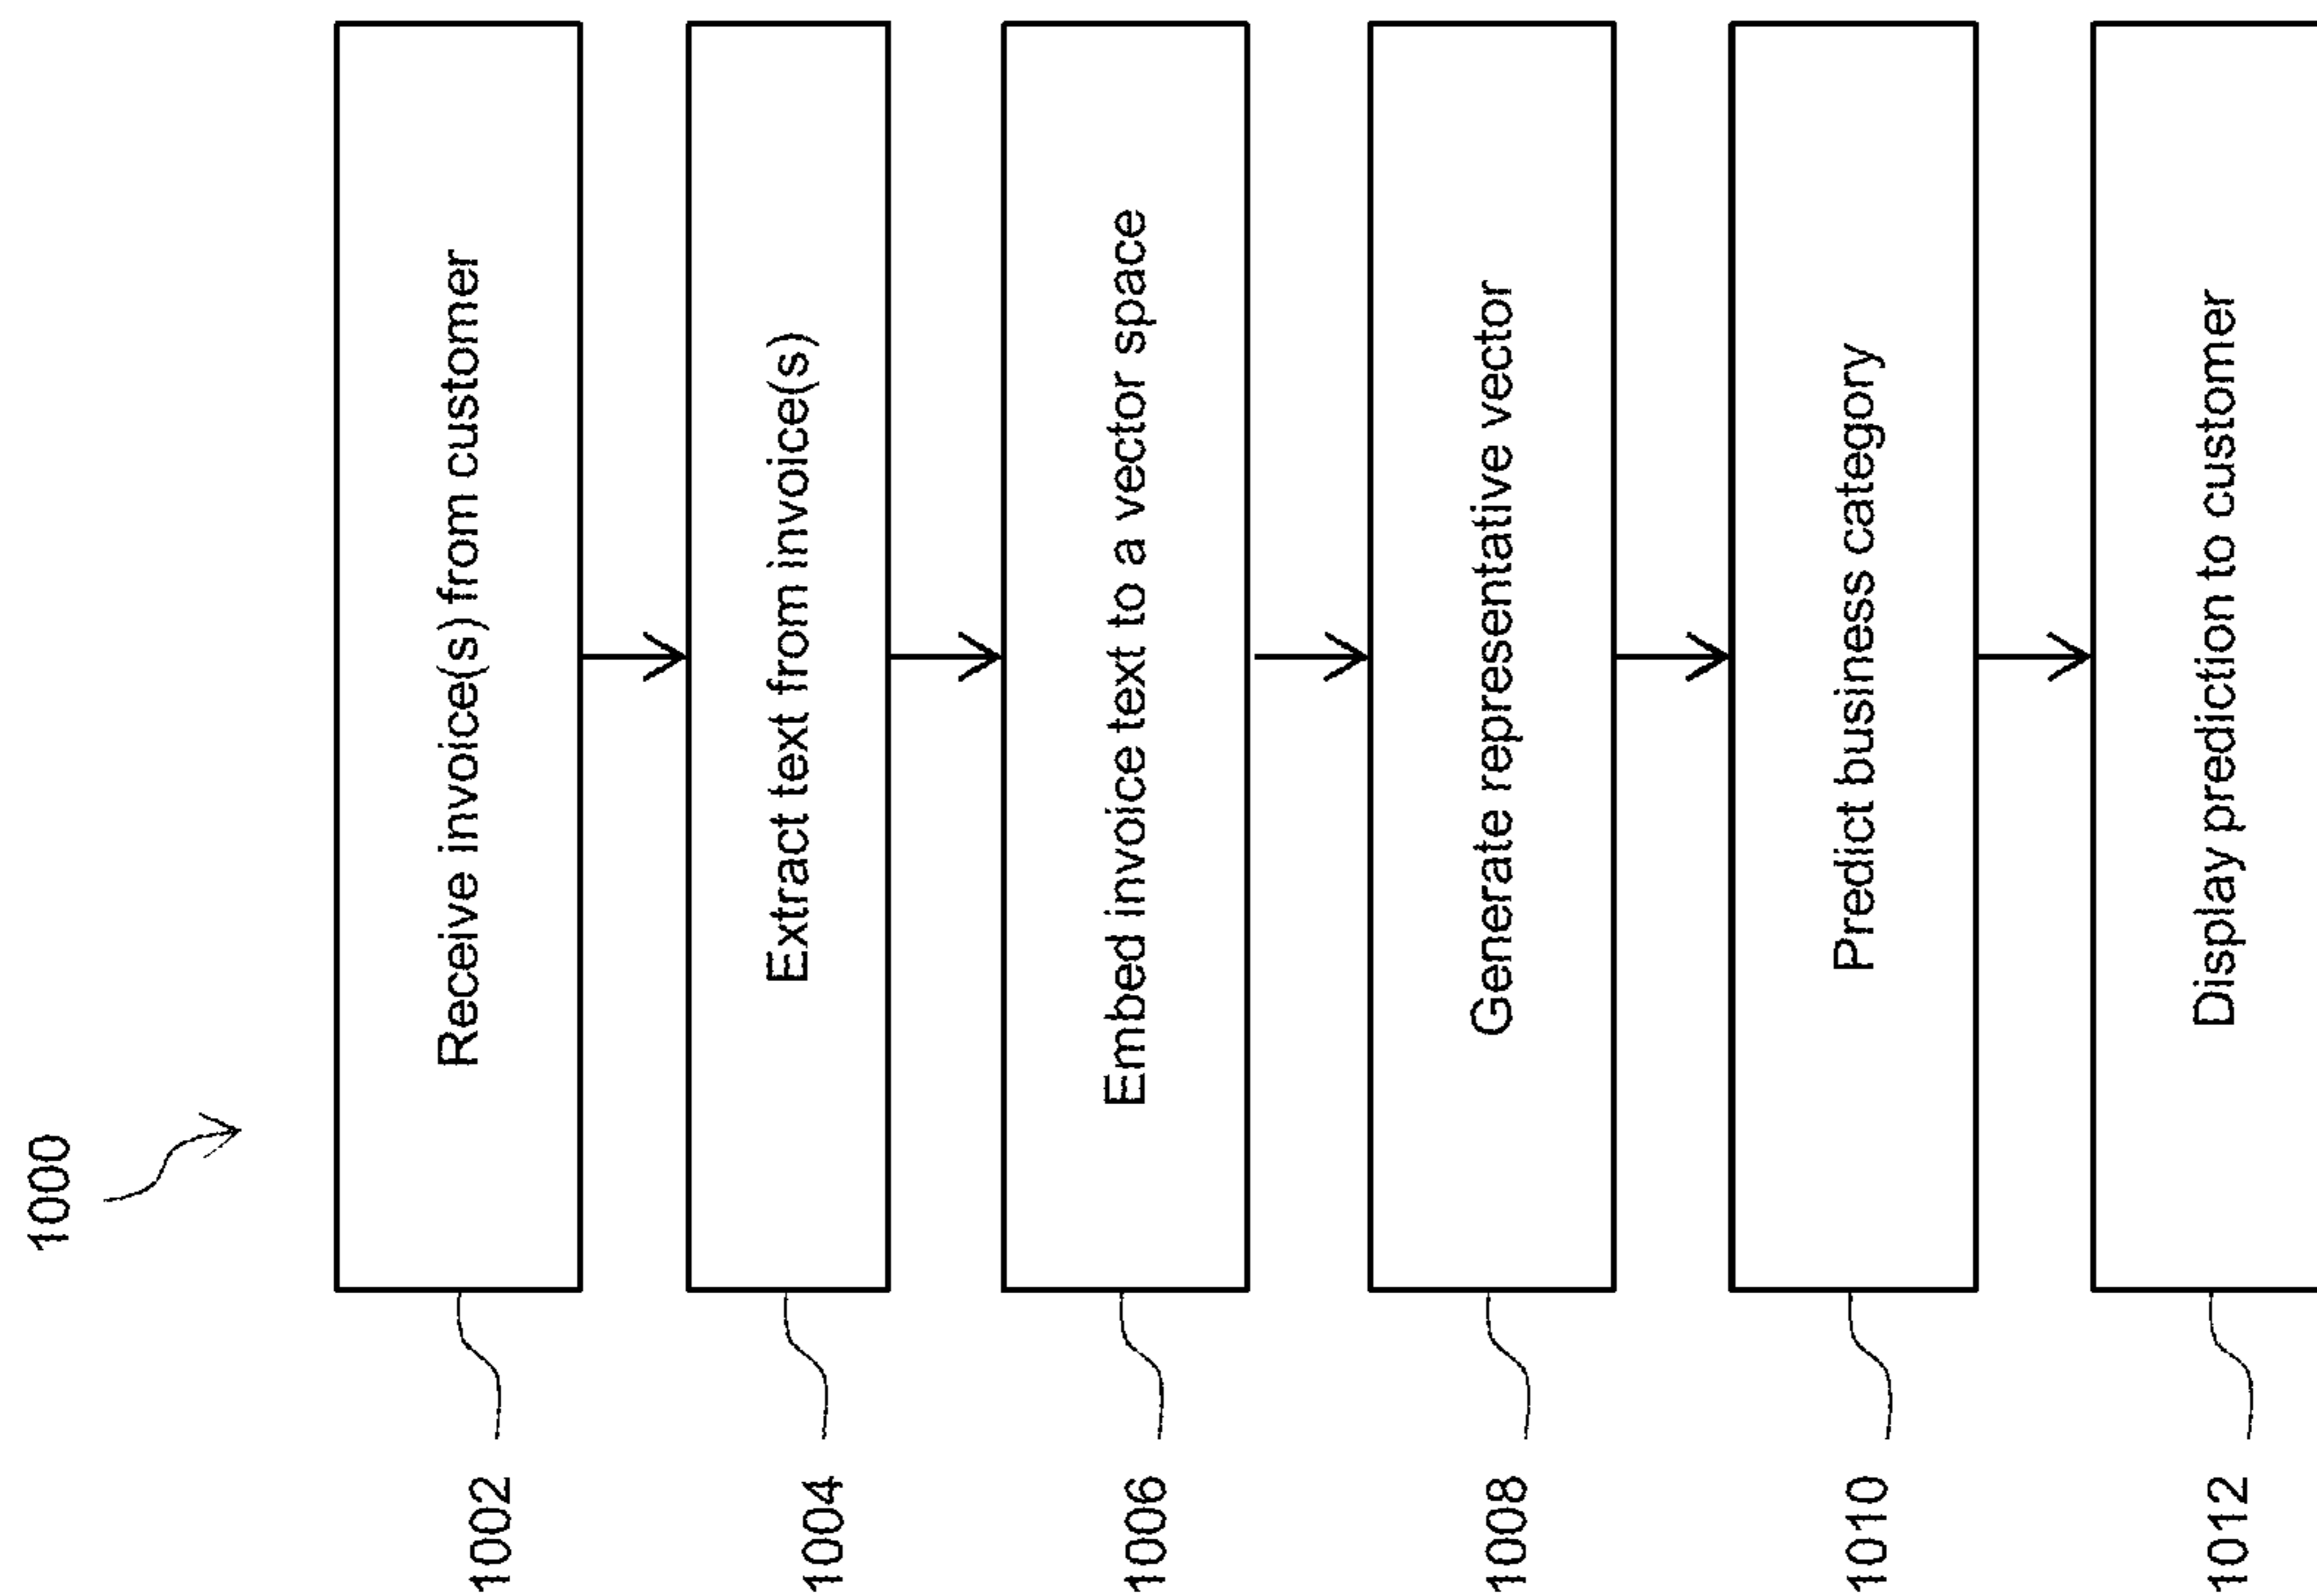 1000
Receive invoice(s) from customer
1002
Extract text from invoice(s)
1004
Embed invoice text to a vector space
1006
Generate representative vector
1008
Predict business category
1010
Display prediction to customer
1012